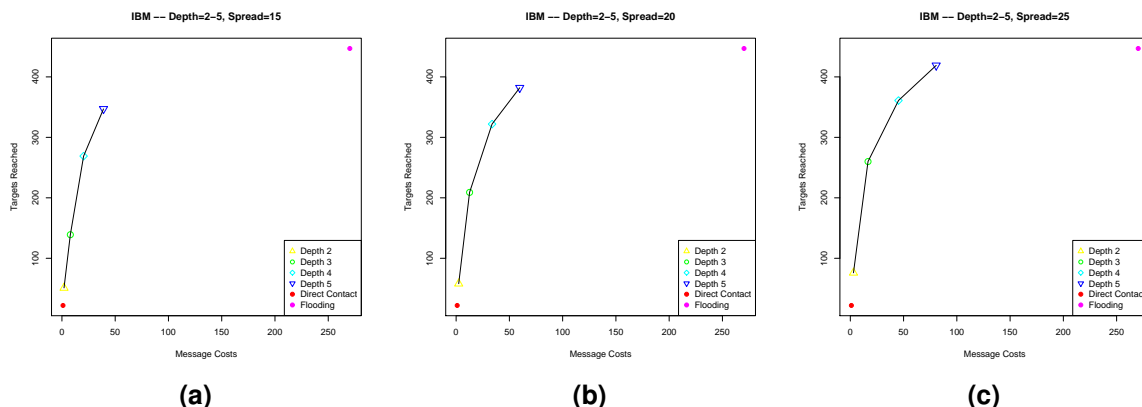 IBM −− Depth=2−5, Spread=15
Targets Reached
400
300
200
100
Depth 2
Depth 3
Depth 4
Depth 5
Direct Contact
Flooding
0 50 100 150 200 250
Message Costs
(a)
IBM −− Depth=2−5, Spread=20
Targets Reached
400
300
200
100
Depth 2
Depth 3
Depth 4
Depth 5
Direct Contact
Flooding
0 50 100 150 200 250
Message Costs
(b)
IBM −− Depth=2−5, Spread=25
Targets Reached
400
300
200
100
Depth 2
Depth 3
Depth 4
Depth 5
Direct Contact
Flooding
0 50 100 150 200 250
Message Costs
(c)